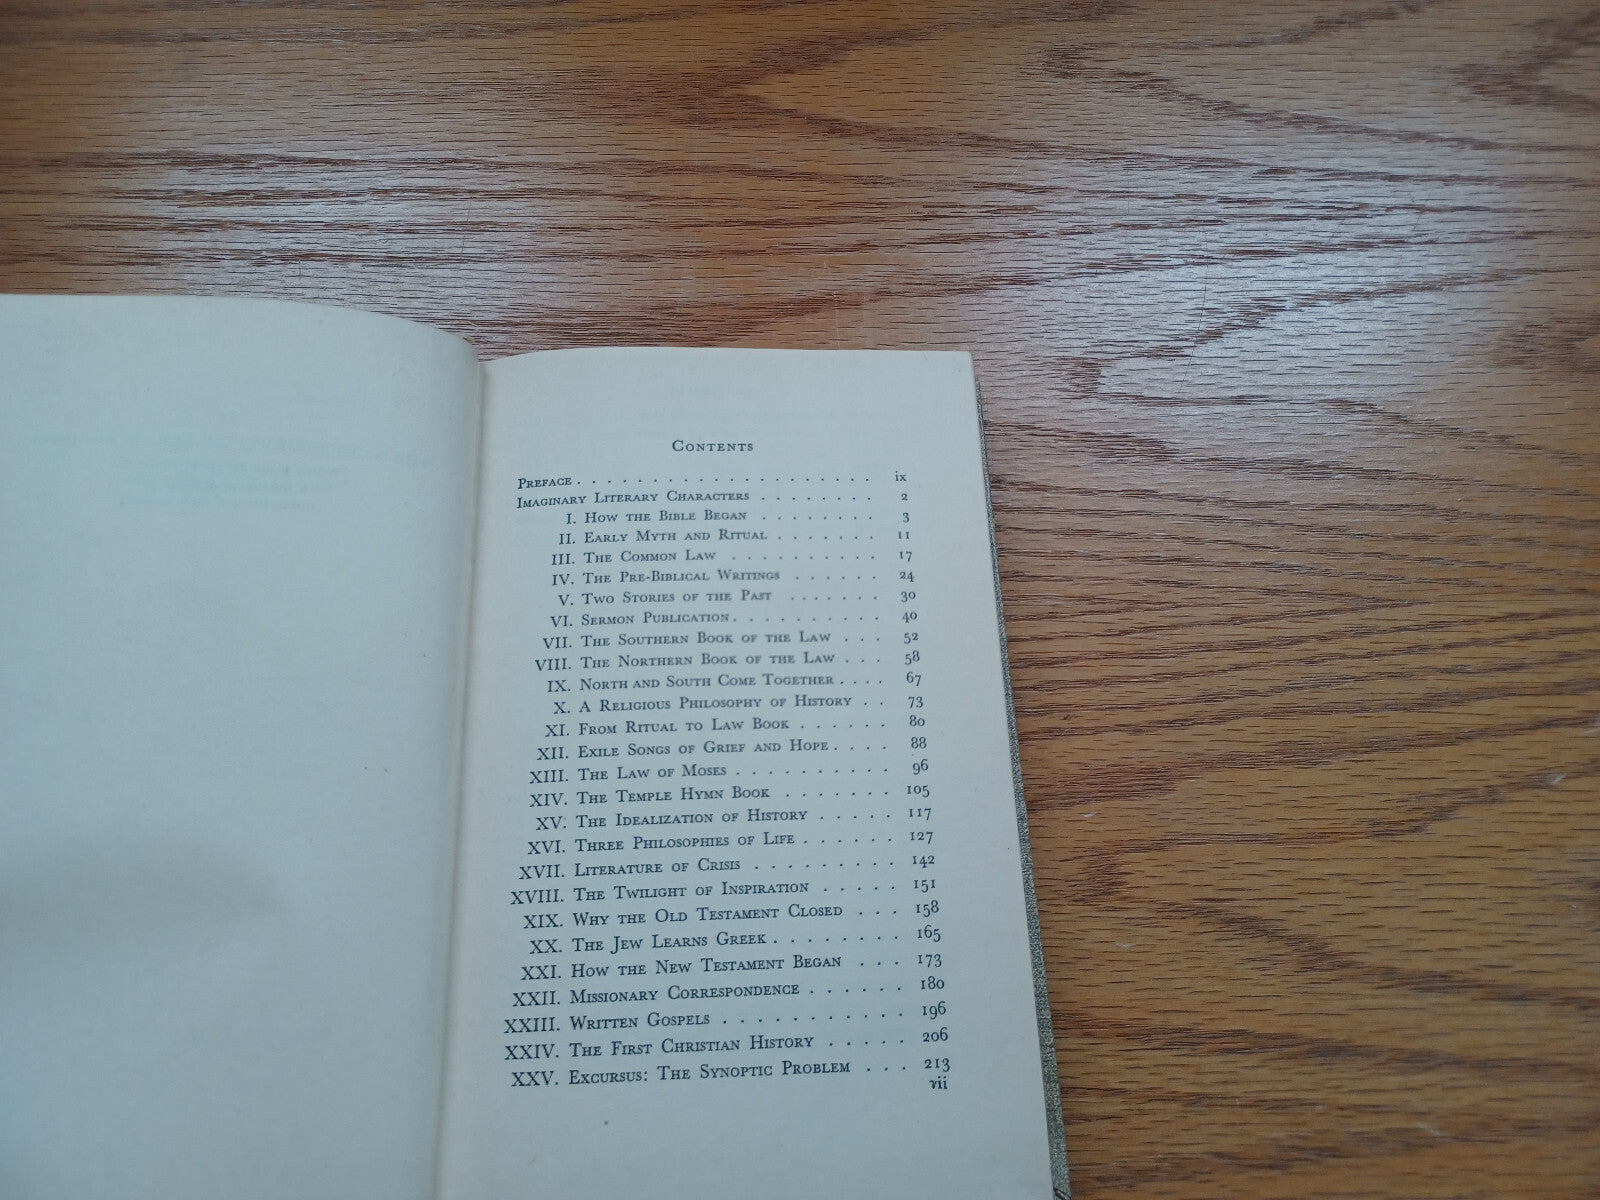 Contents
Preface . . . . . . . . . . . . . . . . . . . . ix
Imaginary Literary Characters . . . . . . . . 2
I. How the Bible Began . . . . . . . . 3
II. Early Myth and Ritual . . . . . . . 11
III. The Common Law . . . . . . . . . . 17
IV. The Pre-Biblical Writings . . . . . . 24
V. Two Stories of the Past . . . . . . . 30
VI. Sermon Publication . . . . . . . . . . 40
VII. The Southern Book of the Law . . . 52
VIII. The Northern Book of the Law . . . 58
IX. North and South Come Together . . . . 67
X. A Religious Philosophy of History . . 73
XI. From Ritual to Law Book . . . . . . 80
XII. Exile Songs of Grief and Hope . . . . 88
XIII. The Law of Moses . . . . . . . . . . 96
XIV. The Temple Hymn Book . . . . . . . 105
XV. The Idealization of History . . . . . 117
XVI. Three Philosophies of Life . . . . . . 127
XVII. Literature of Crisis . . . . . . . . . 142
XVIII. The Twilight of Inspiration . . . . . 151
XIX. Why the Old Testament Closed . . . 158
XX. The Jew Learns Greek . . . . . . . . 165
XXI. How the New Testament Began . . . 173
XXII. Missionary Correspondence . . . . . . 180
XXIII. Written Gospels . . . . . . . . . . . 196
XXIV. The First Christian History . . . . . 206
XXV. Excursus: The Synoptic Problem . . . 213
vii